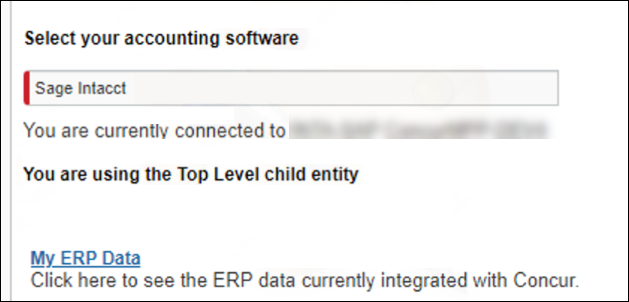 Select your accounting software
Sage Intacct
You are currently connected to
You are using the Top Level child entity
My ERP Data
Click here to see the ERP data currently integrated with Concur.